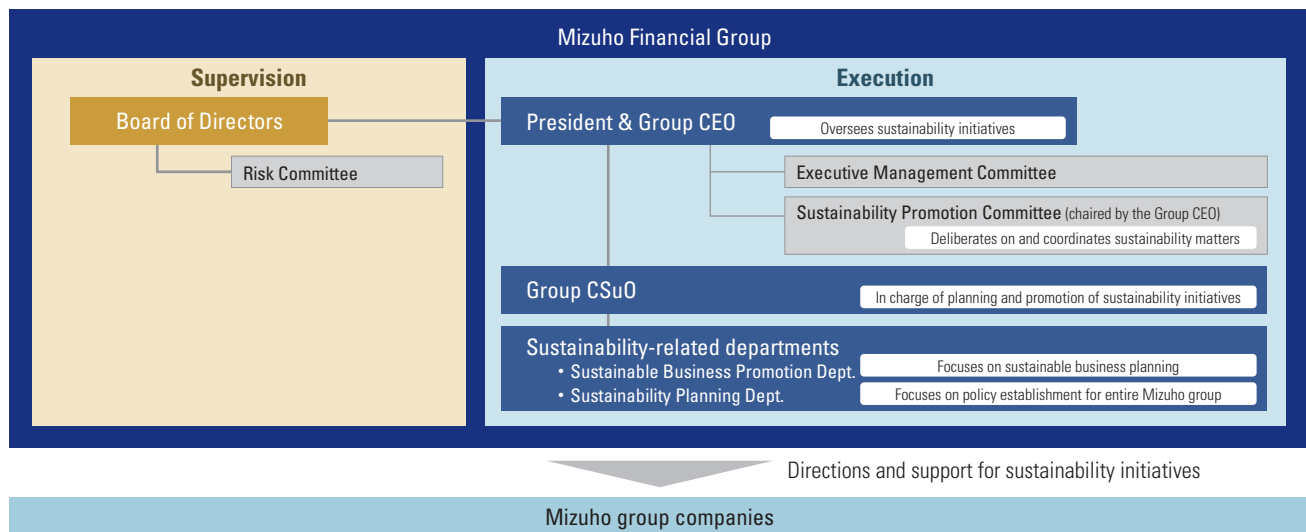 Mizuho Financial Group
Supervision
Board of Directors
Risk Committee
Execution
President & Group CEO
Oversees sustainability initiatives
Executive Management Committee
Sustainability Promotion Committee (chaired by the Group CEO)
Deliberates on and coordinates sustainability matters
Group CSuO
In charge of planning and promotion of sustainability initiatives
Sustainability-related departments
• Sustainable Business Promotion Dept.
Focuses on sustainable business planning
• Sustainability Planning Dept.
Focuses on policy establishment for entire Mizuho group
Directions and support for sustainability initiatives
Mizuho group companies